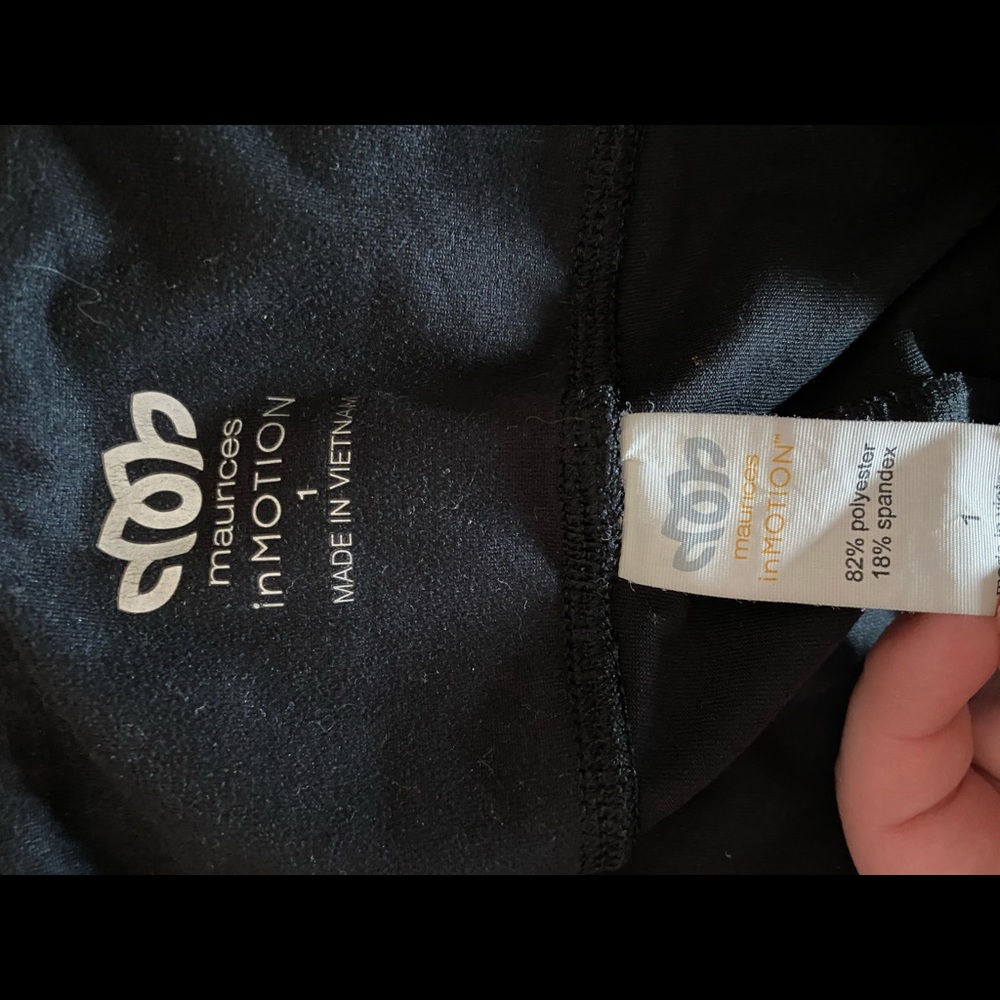 maurices
inMOTION
1
MADE IN VIETNAM
maurices
inMOTION™
82% polyester
18% spandex
1